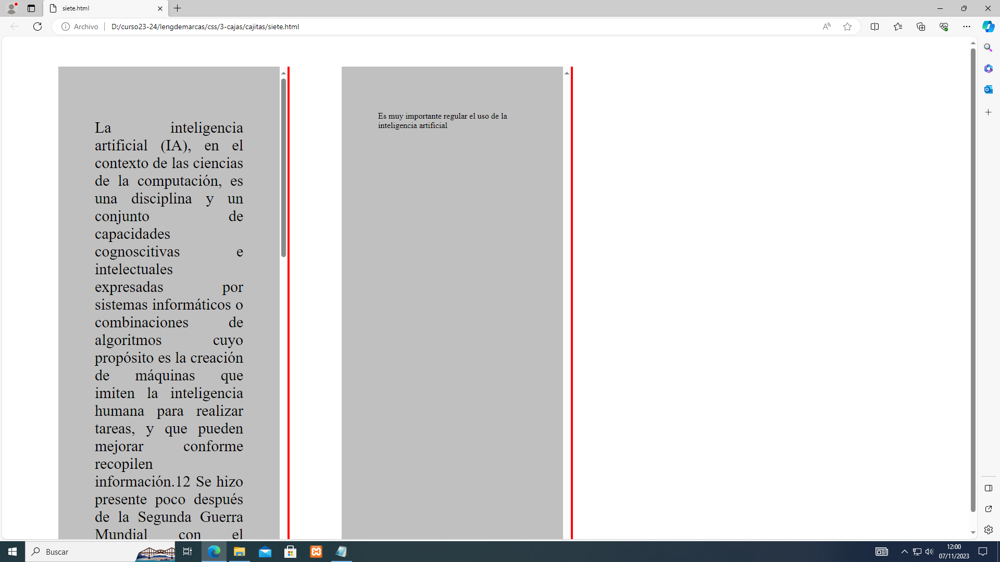 siete.html
Archivo
D:/curso23-24/lengdemarcas/css/3-cajas/cajitas/siete.html
La inteligencia
artificial (IA), en el
contexto de las ciencias
de la computación, es
una disciplina y un
conjunto de
capacidades
cognoscitivas e
intelectuales
expresadas por
sistemas informáticos o
combinaciones de
algoritmos cuyo
propósito es la creación
de máquinas que
imiten la inteligencia
humana para realizar
tareas, y que pueden
mejorar conforme
recopilen
información.12 Se hizo
presente poco después
de la Segunda Guerra
Mundial con el
Es muy importante regular el uso de la
inteligencia artificial
Buscar
12:00
07/11/2023